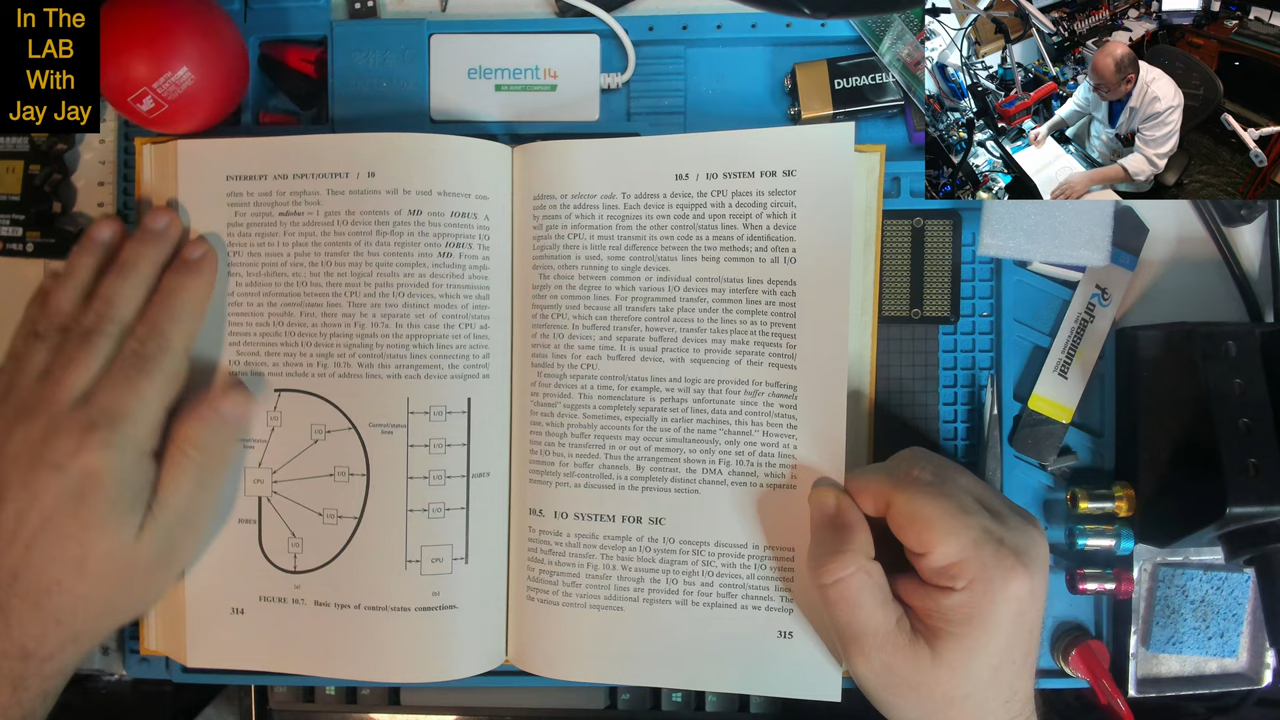 In The
LAB
With
Jay Jay
element14
AN AVNET COMPANY
DURACELL
INTERRUPT AND INPUT/OUTPUT / 10
often be used for emphasis. These notations will be used whenever con-
venient throughout the book.
For output, mdiobus = 1 gates the contents of MD onto IOBUS. A
pulse generated by the addressed I/O device then gates the bus contents into
its data register. For input, the bus control flip-flop in the appropriate I/O
device is set to 1 to place the contents of its data register onto IOBUS. The
CPU then issues a pulse to transfer the bus contents into MD. From an
electronic point of view, the I/O bus may be quite complex, including ampli-
fiers, level-shifters, etc.; but the net logical results are as described above.
In addition to the I/O bus, there must be paths provided for transmission
of control information between the CPU and the I/O devices, which we shall
refer to as the control/status lines. There are two distinct modes of inter-
connection possible. First, there may be a separate set of control/status
lines to each I/O device, as shown in Fig. 10.7a. In this case the CPU ad-
dresses a specific I/O device by placing signals on the appropriate set of lines,
and determines which I/O device is signaling by noting which lines are active.
Second, there may be a single set of control/status lines connecting to all
I/O devices, as shown in Fig. 10.7b. With this arrangement, the control/
status lines must include a set of address lines, with each device assigned an
I/O
I/O
I/O
I/O
I/O
CPU
lines
IOBUS
(a)
Control/status
lines
I/O
I/O
I/O
I/O
CPU
IOBUS
(b)
FIGURE 10.7. Basic types of control/status connections.
314
10.5 / I/O SYSTEM FOR SIC
address, or selector code. To address a device, the CPU places its selector
code on the address lines. Each device is equipped with a decoding circuit,
by means of which it recognizes its own code and upon receipt of which it
will gate in information from the other control/status lines. When a device
signals the CPU, it must transmit its own code as a means of identification.
Logically there is little real difference between the two methods; and often a
combination is used, some control/status lines being common to all I/O
devices, others running to single devices.
The choice between common or individual control/status lines depends
largely on the degree to which various I/O devices may interfere with each
other on common lines. For programmed transfer, common lines are most
frequently used because all transfers take place under the complete control
of the CPU, which can therefore control access to the lines so as to prevent
interference. In buffered transfer, however, transfer takes place at the request
of the I/O devices; and separate buffered devices may make requests for
service at the same time. It is usual practice to provide separate control/
status lines for each buffered device, with sequencing of their requests
handled by the CPU.
If enough separate control/status lines and logic are provided for buffering
of four devices at a time, for example, we will say that four buffer channels
are provided. This nomenclature is perhaps unfortunate since the word
"channel" suggests a completely separate set of lines, data and control/status,
for each device. Sometimes, especially in earlier machines, this has been the
case, which probably accounts for the use of the name "channel." However,
even though buffer requests may occur simultaneously, only one word at a
time can be transferred in or out of memory, so only one set of data lines,
the I/O bus, is needed. Thus the arrangement shown in Fig. 10.7a is the most
common for buffer channels. By contrast, the DMA channel, which is
completely self-controlled, is a completely distinct channel, even to a separate
memory port, as discussed in the previous section.
10.5. I/O SYSTEM FOR SIC
To provide a specific example of the I/O concepts discussed in previous
sections, we shall now develop an I/O system for SIC to provide programmed
and buffered transfer. The basic block diagram of SIC, with the I/O system
added, is shown in Fig. 10.8. We assume up to eight I/O devices, all connected
for programmed transfer through the I/O bus and control/status lines.
Additional buffer control lines are provided for four buffer channels. The
purpose of the various additional registers will be explained as we develop
the various control sequences.
315